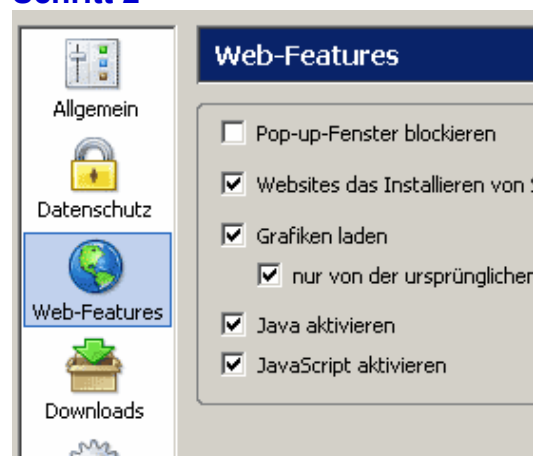 Web-Features
Allgemein
Pop-up-Fenster blockieren
Websites das Installieren von
Datenschutz
Grafiken laden
nur von der ursprünglichen
Web-Features
Java aktivieren
JavaScript aktivieren
Downloads